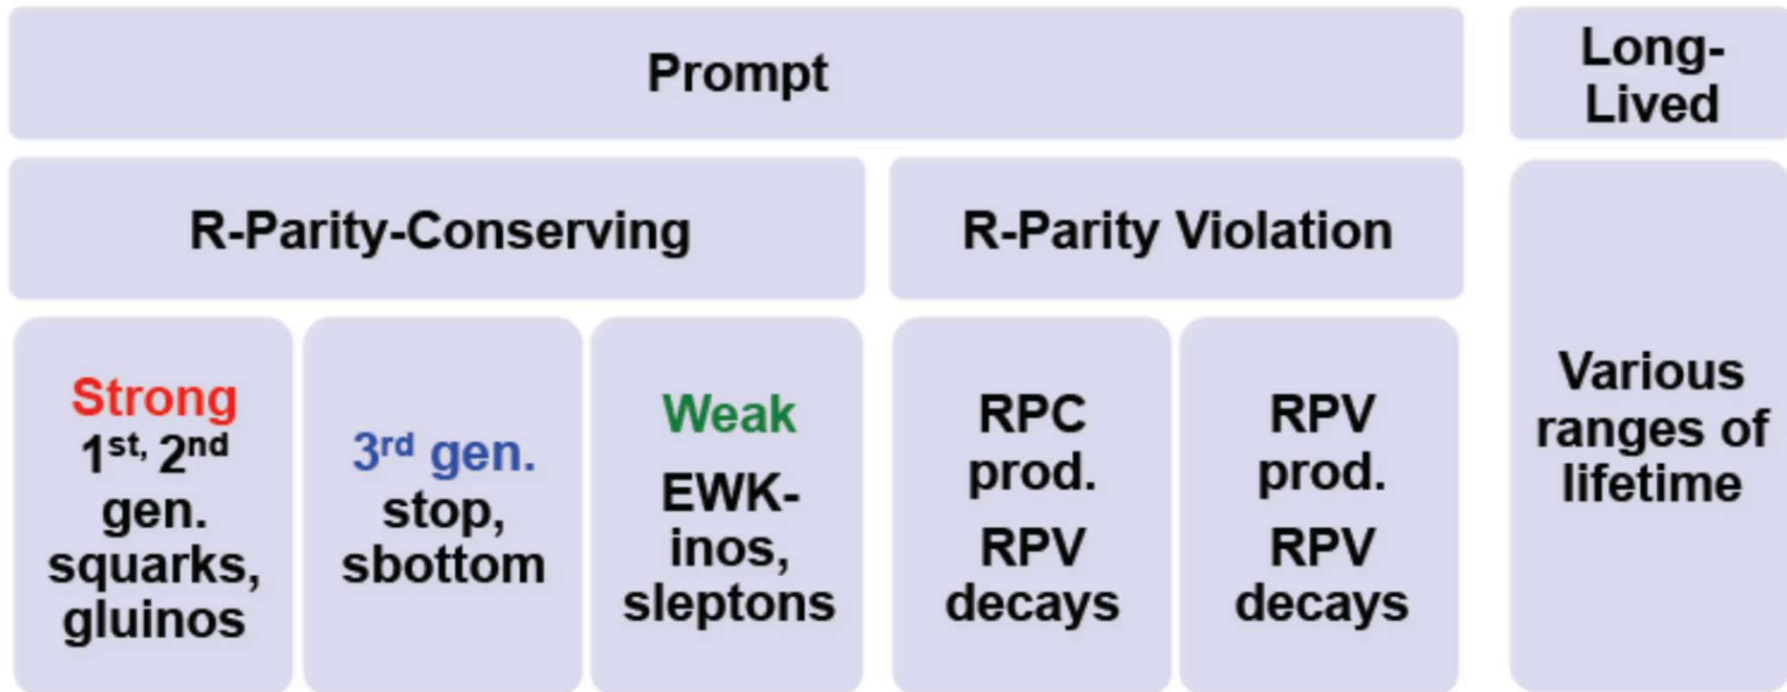 Prompt
Long-
Lived
R-Parity-Conserving
R-Parity Violation
Strong
1st, 2nd
gen.
squarks,
gluinos
3rd gen.
stop,
sbottom
Weak
EWK-
inos,
sleptons
RPC
prod.
RPV
decays
RPV
prod.
RPV
decays
Various
ranges of
lifetime